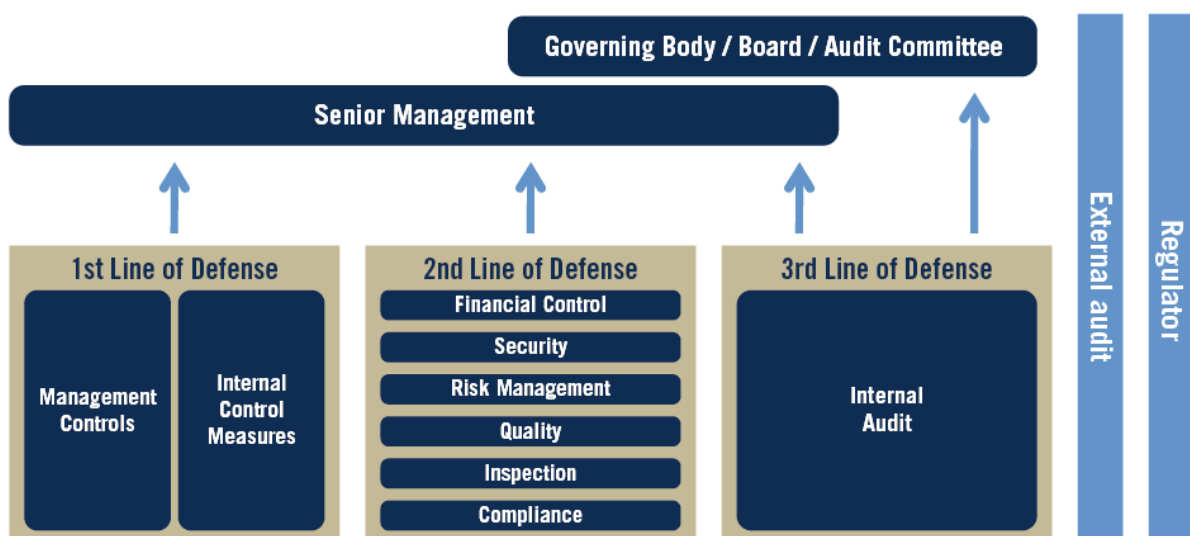 Governing Body / Board / Audit Committee
Senior Management
1st Line of Defense
Management
Controls
Internal
Control
Measures
2nd Line of Defense
Financial Control
Security
Risk Management
Quality
Inspection
Compliance
3rd Line of Defense
Internal
Audit
External audit
Regulator